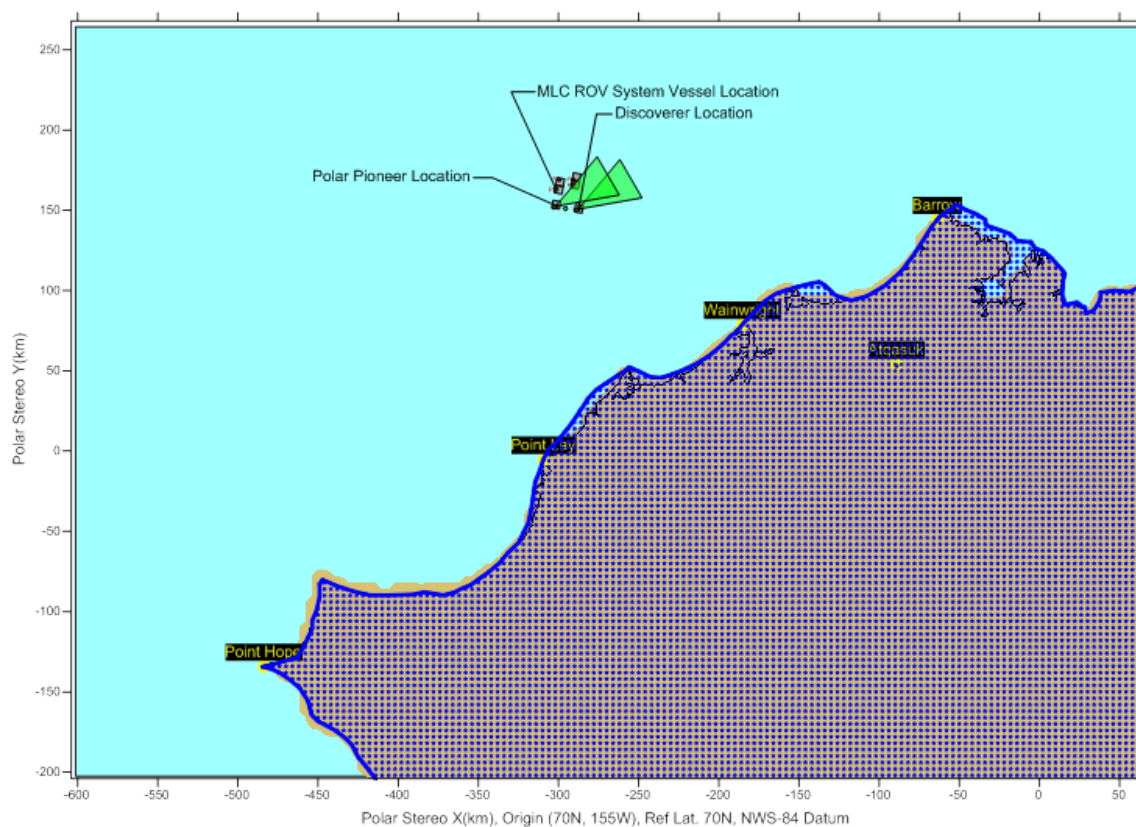 250
200
150
100
50
0
-50
-100
-150
-200
Polar Stereo Y(km)
MLC ROV System Vessel Location
Discoverer Location
Polar Pioneer Location
Barrow
Wainwright
Atqasuk
Point Lay
Point Hope
-600 -550 -500 -450 -400 -350 -300 -250 -200 -150 -100 -50 0 50
Polar Stereo X(km), Origin (70N, 155W), Ref Lat. 70N, NWS-84 Datum